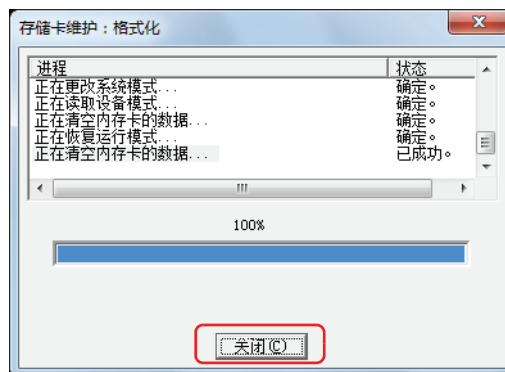 存储卡维护：格式化
进程 状态
正在更改系统模式... 确定。
正在读取设备模式... 确定。
正在清空内存卡的数据... 确定。
正在恢复运行模式... 确定。
正在清空内存卡的数据... 已成功。
100%
关闭(C)